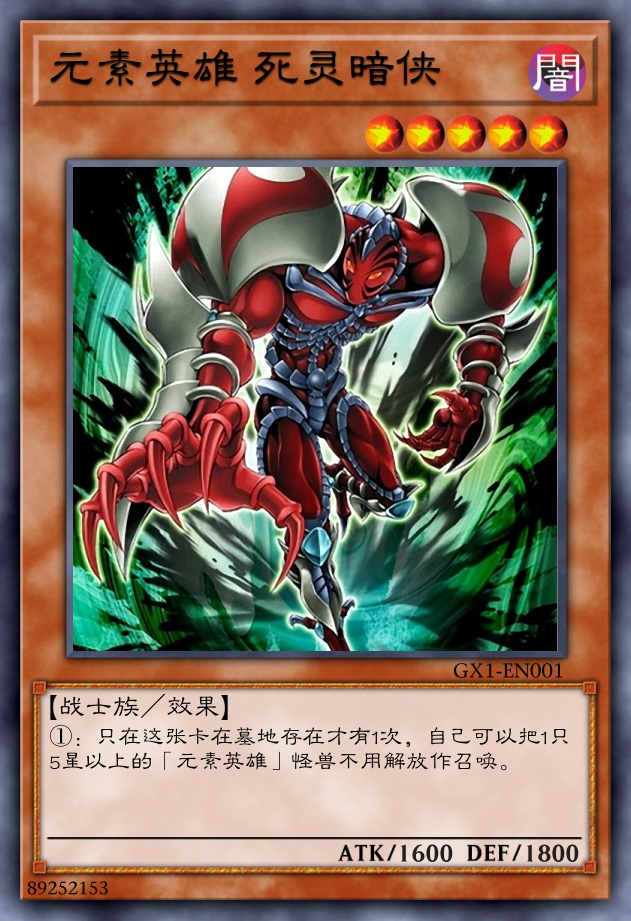 元素英雄 死灵暗侠
闇
GX1-EN001
【战士族／效果】
①：只在这张卡在墓地存在才有1次，自己可以把1只
5星以上的「元素英雄」怪兽不用解放作召唤。
ATK/1600 DEF/1800
89252153